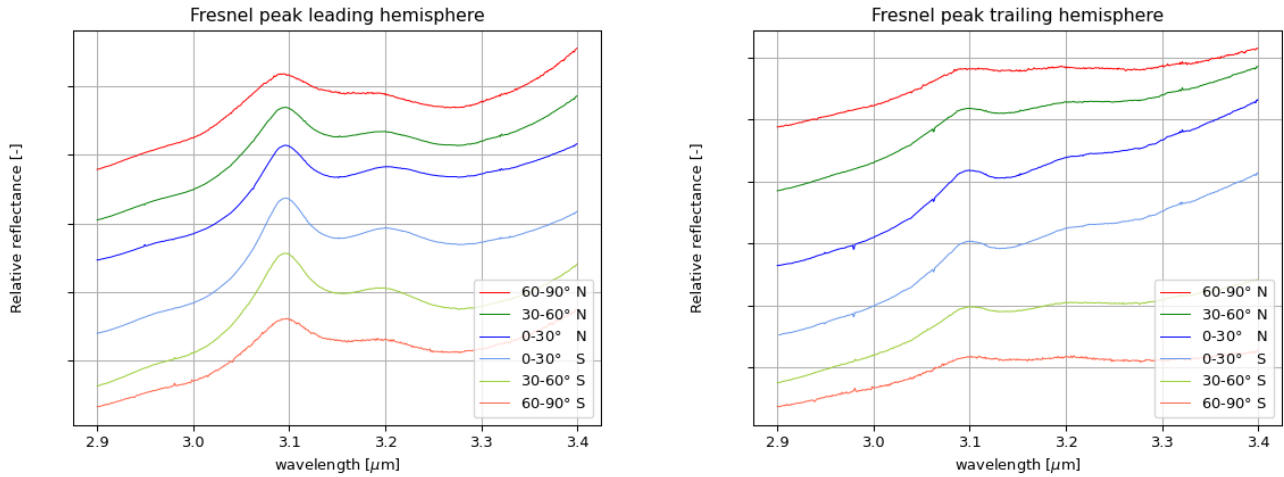 Fresnel peak leading hemisphere
Relative reflectance [-]
60-90° N
30-60° N
0-30° N
0-30° S
30-60° S
60-90° S
2.9 3.0 3.1 3.2 3.3 3.4
wavelength [μm]
Fresnel peak trailing hemisphere
Relative reflectance [-]
60-90° N
30-60° N
0-30° N
0-30° S
30-60° S
60-90° S
2.9 3.0 3.1 3.2 3.3 3.4
wavelength [μm]